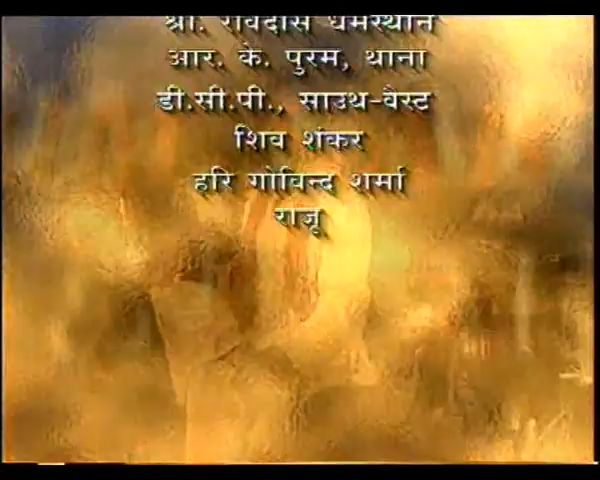 श्री. रविदास धर्मस्थान
आर. के. पुरम, थाना
डी.सी.पी., साउथ-वैस्ट
शिव शंकर
हरि गोविन्द शर्मा
राजू